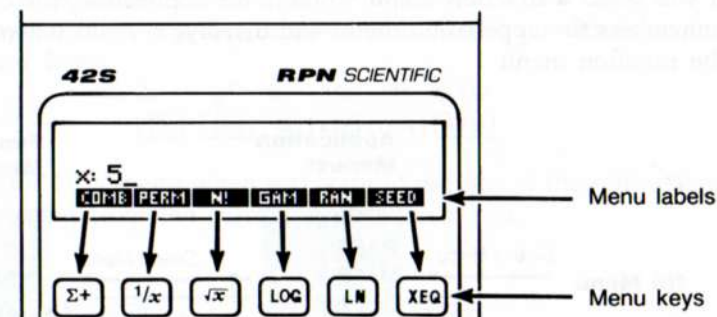 42S RPN SCIENTIFIC
x: 5_
COMB PERM N! GAM RAN SEED
Menu labels
Σ+ 1/x √x LOG LN XEQ
Menu keys